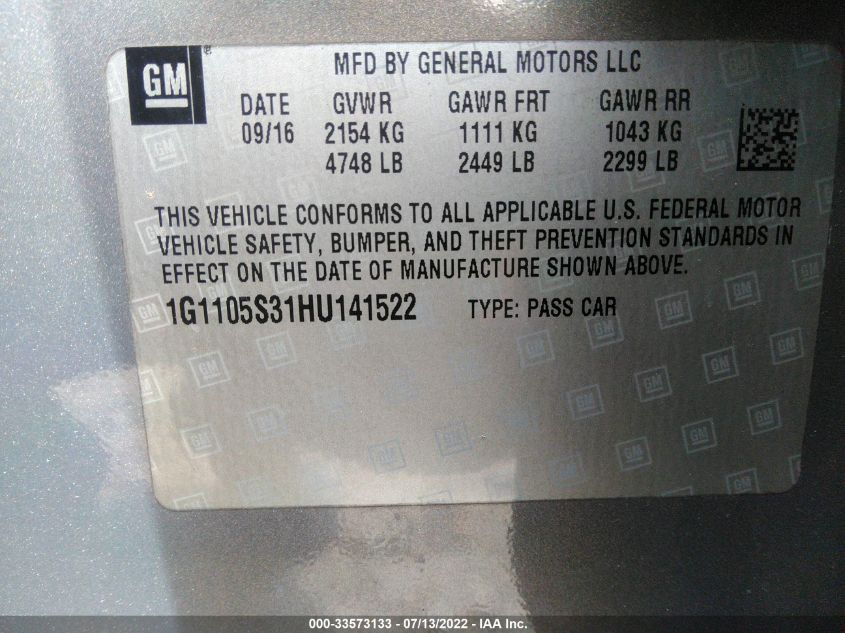 GM
MFD BY GENERAL MOTORS LLC
DATE GVWR GAWR FRT GAWR RR
09/16 2154 KG 1111 KG 1043 KG
4748 LB 2449 LB 2299 LB
THIS VEHICLE CONFORMS TO ALL APPLICABLE U.S. FEDERAL MOTOR
VEHICLE SAFETY, BUMPER, AND THEFT PREVENTION STANDARDS IN
EFFECT ON THE DATE OF MANUFACTURE SHOWN ABOVE.
1G1105S31HU141522 TYPE: PASS CAR
000-33573133 - 07/13/2022 - IAA Inc.